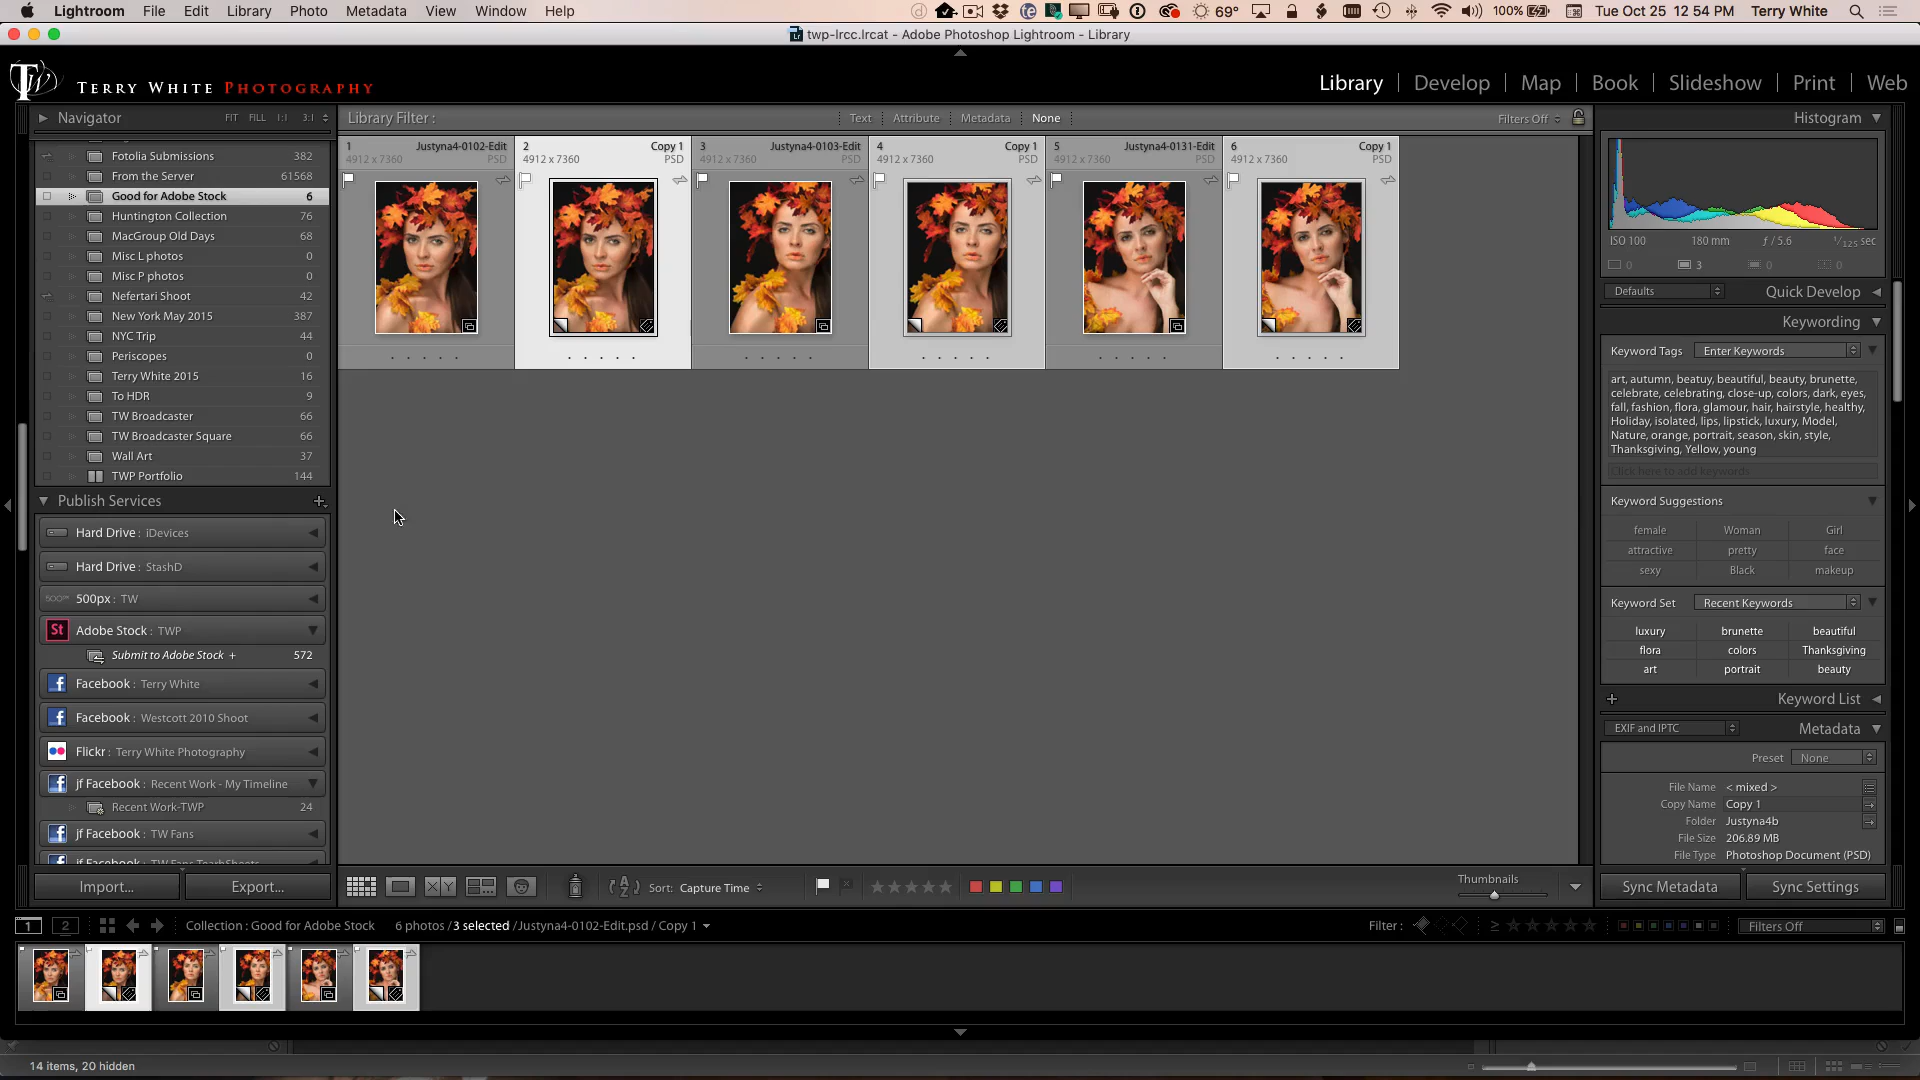 Lightroom File Edit Library Photo Metadata View Window Help 69° 100% Tue Oct 25 12:54 PM Terry White
twp-lrcc.lrcat - Adobe Photoshop Lightroom - Library
TW TERRY WHITE PHOTOGRAPHY
Library | Develop | Map | Book | Slideshow | Print | Web
Navigator FIT FILL 1:1 3:1
Library Filter : Text Attribute Metadata None Filters Off
Histogram
Fotolia Submissions 382
From the Server 61568
Good for Adobe Stock 6
Huntington Collection 76
MacGroup Old Days 68
Misc L photos 0
Misc P photos 0
Nefertari Shoot 42
New York May 2015 387
NYC Trip 44
Periscopes 0
Terry White 2015 16
To HDR 9
TW Broadcaster 66
TW Broadcaster Square 66
Wall Art 37
TWP Portfolio 144
Publish Services
Hard Drive : iDevices
Hard Drive : StashD
500px : TW
St Adobe Stock : TWP
Submit to Adobe Stock + 572
Facebook : Terry White
Facebook : Westcott 2010 Shoot
Flickr : Terry White Photography
jf Facebook : Recent Work - My Timeline
Recent Work-TWP 24
jf Facebook : TW Fans
jf Facebook : TW Fans TearhSheets
Import... Export...
1 Justyna4-0102-Edit
4912 x 7360 PSD
2 Copy 1
4912 x 7360 PSD
3 Justyna4-0103-Edit
4912 x 7360 PSD
4 Copy 1
4912 x 7360 PSD
5 Justyna4-0131-Edit
4912 x 7360 PSD
6 Copy 1
4912 x 7360 PSD
ISO 100 180 mm ƒ / 5.6 1/125 sec
0 3 0 0
Defaults Quick Develop
Keywording
Keyword Tags Enter Keywords
art, autumn, beatuy, beautiful, beauty, brunette,
celebrate, celebrating, close-up, colors, dark, eyes,
fall, fashion, flora, glamour, hair, hairstyle, healthy,
Holiday, isolated, lips, lipstick, luxury, Model,
Nature, orange, portrait, season, skin, style,
Thanksgiving, Yellow, young
Click here to add keywords
Keyword Suggestions
female Woman Girl
attractive pretty face
sexy Black makeup
Keyword Set Recent Keywords
luxury brunette beautiful
flora colors Thanksgiving
art portrait beauty
Keyword List
EXIF and IPTC Metadata
Preset None
File Name < mixed >
Copy Name Copy 1
Folder Justyna4b
File Size 206.89 MB
File Type Photoshop Document (PSD)
Sync Metadata Sync Settings
X Y A Z Sort: Capture Time Thumbnails
1 2 Collection : Good for Adobe Stock 6 photos / 3 selected / Justyna4-0102-Edit.psd / Copy 1 Filter : ≥ Filters Off
14 items, 20 hidden